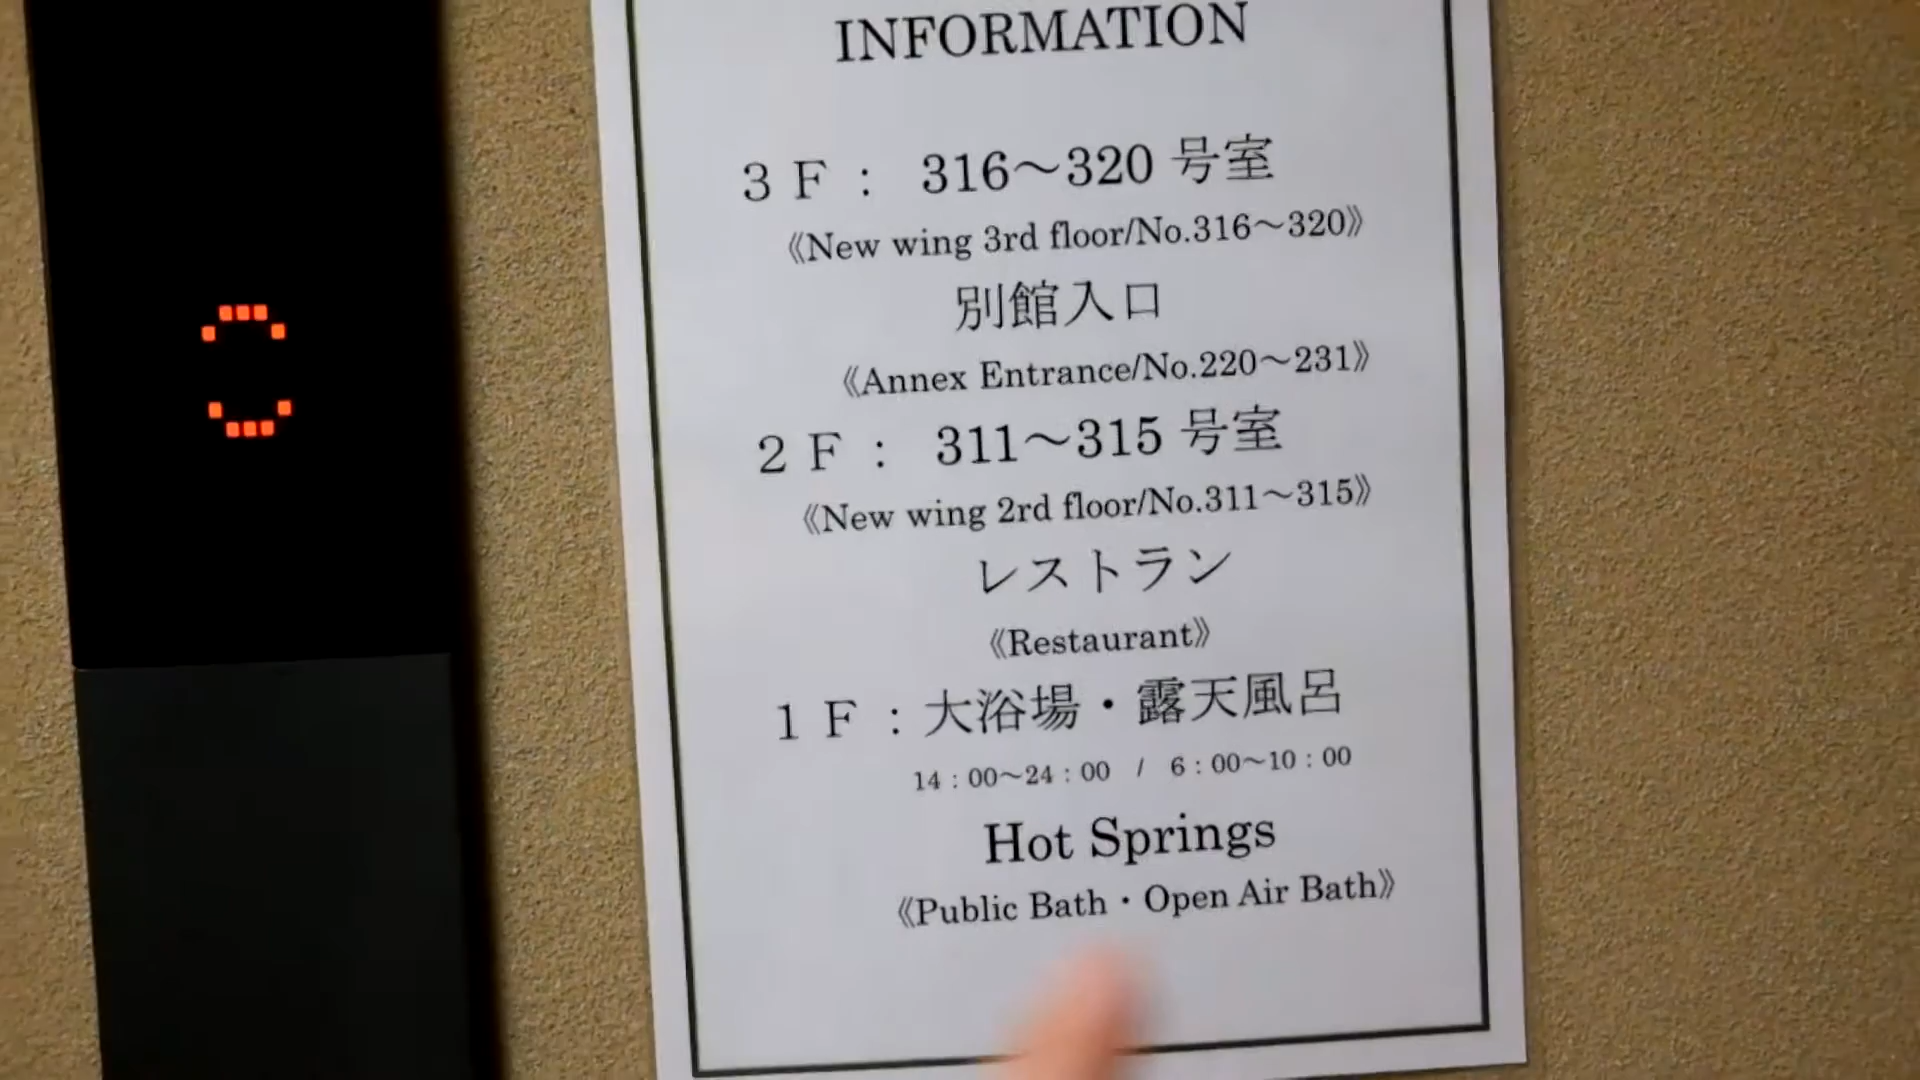 INFORMATION
３Ｆ： 316～320 号室
《New wing 3rd floor/No.316～320》
別館入口
《Annex Entrance/No.220～231》
２Ｆ： 311～315 号室
《New wing 2rd floor/No.311～315》
レストラン
《Restaurant》
１Ｆ：大浴場・露天風呂
14：00～24：00 / 6：00～10：00
Hot Springs
《Public Bath・Open Air Bath》